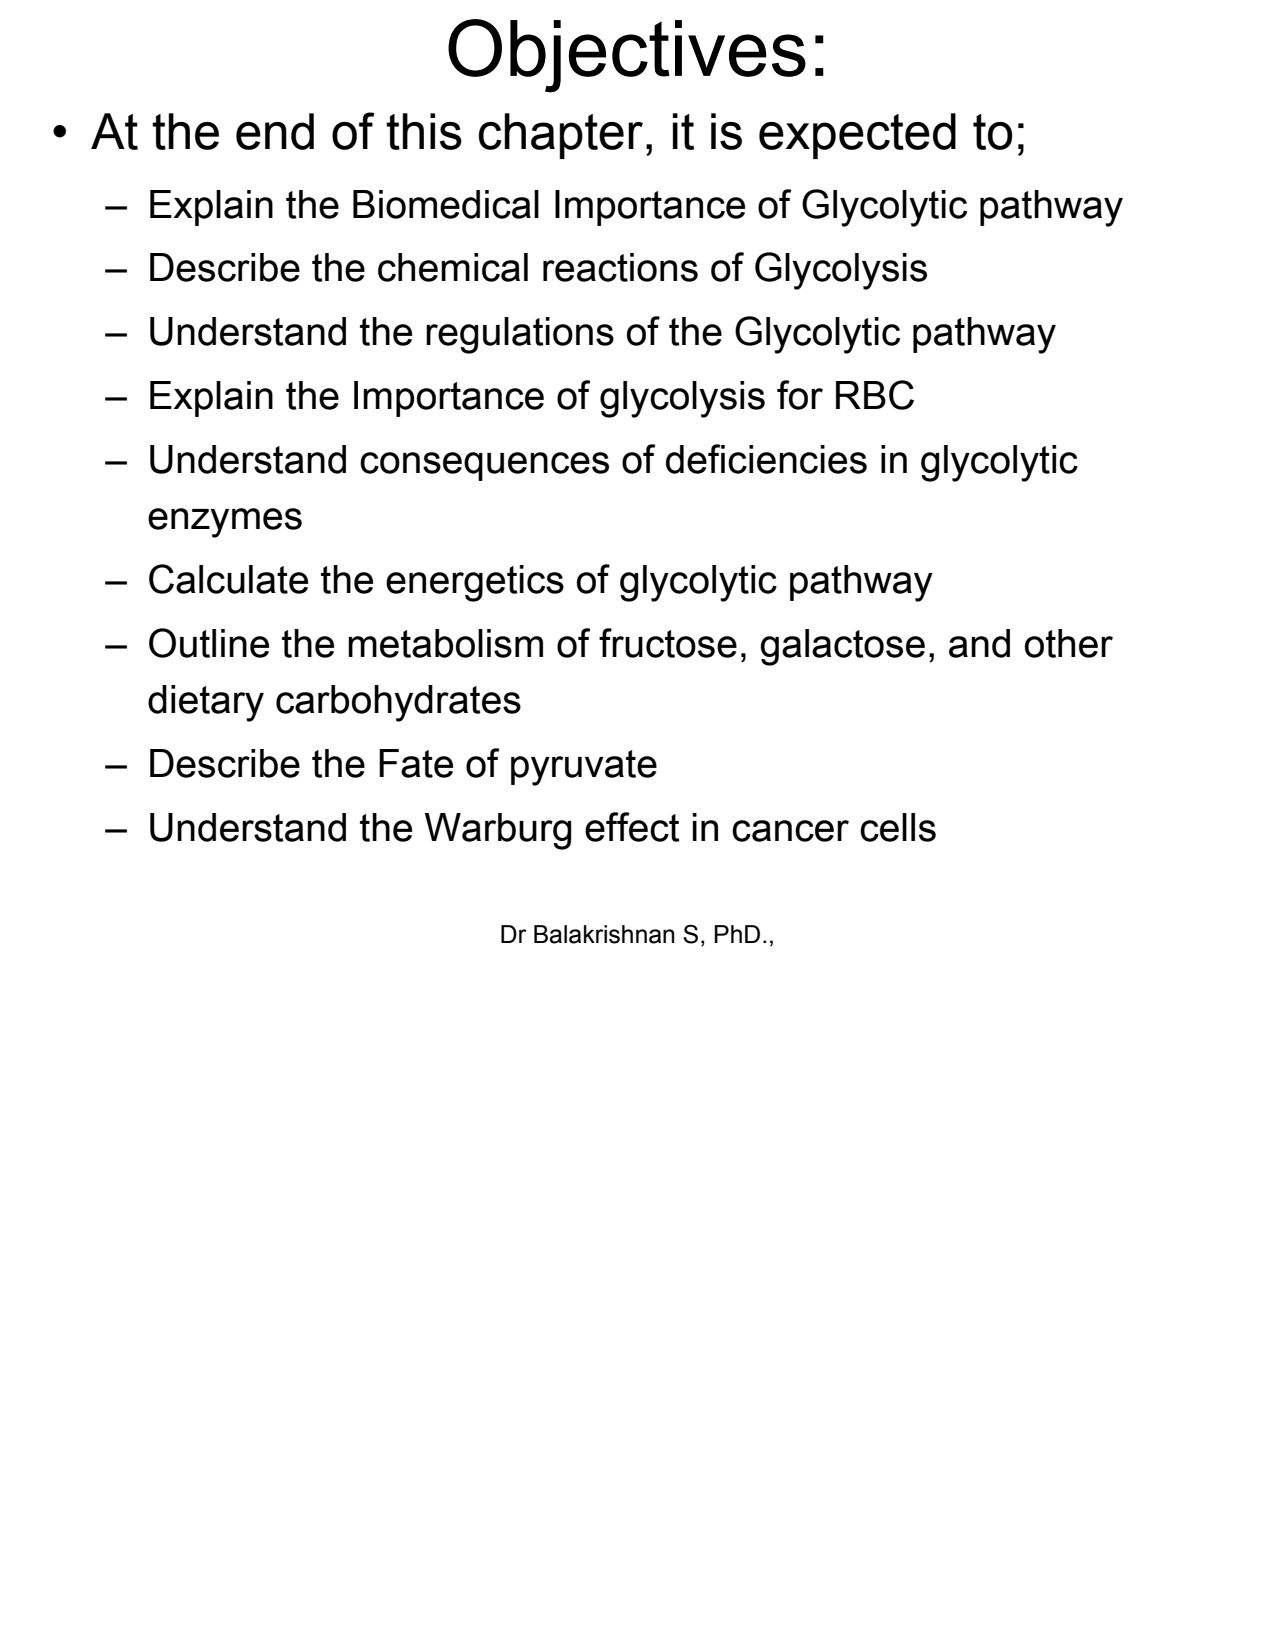 Objectives:
• At the end of this chapter, it is expected to;
– Explain the Biomedical Importance of Glycolytic pathway
– Describe the chemical reactions of Glycolysis
– Understand the regulations of the Glycolytic pathway
– Explain the Importance of glycolysis for RBC
– Understand consequences of deficiencies in glycolytic
enzymes
– Calculate the energetics of glycolytic pathway
– Outline the metabolism of fructose, galactose, and other
dietary carbohydrates
– Describe the Fate of pyruvate
– Understand the Warburg effect in cancer cells
Dr Balakrishnan S, PhD.,